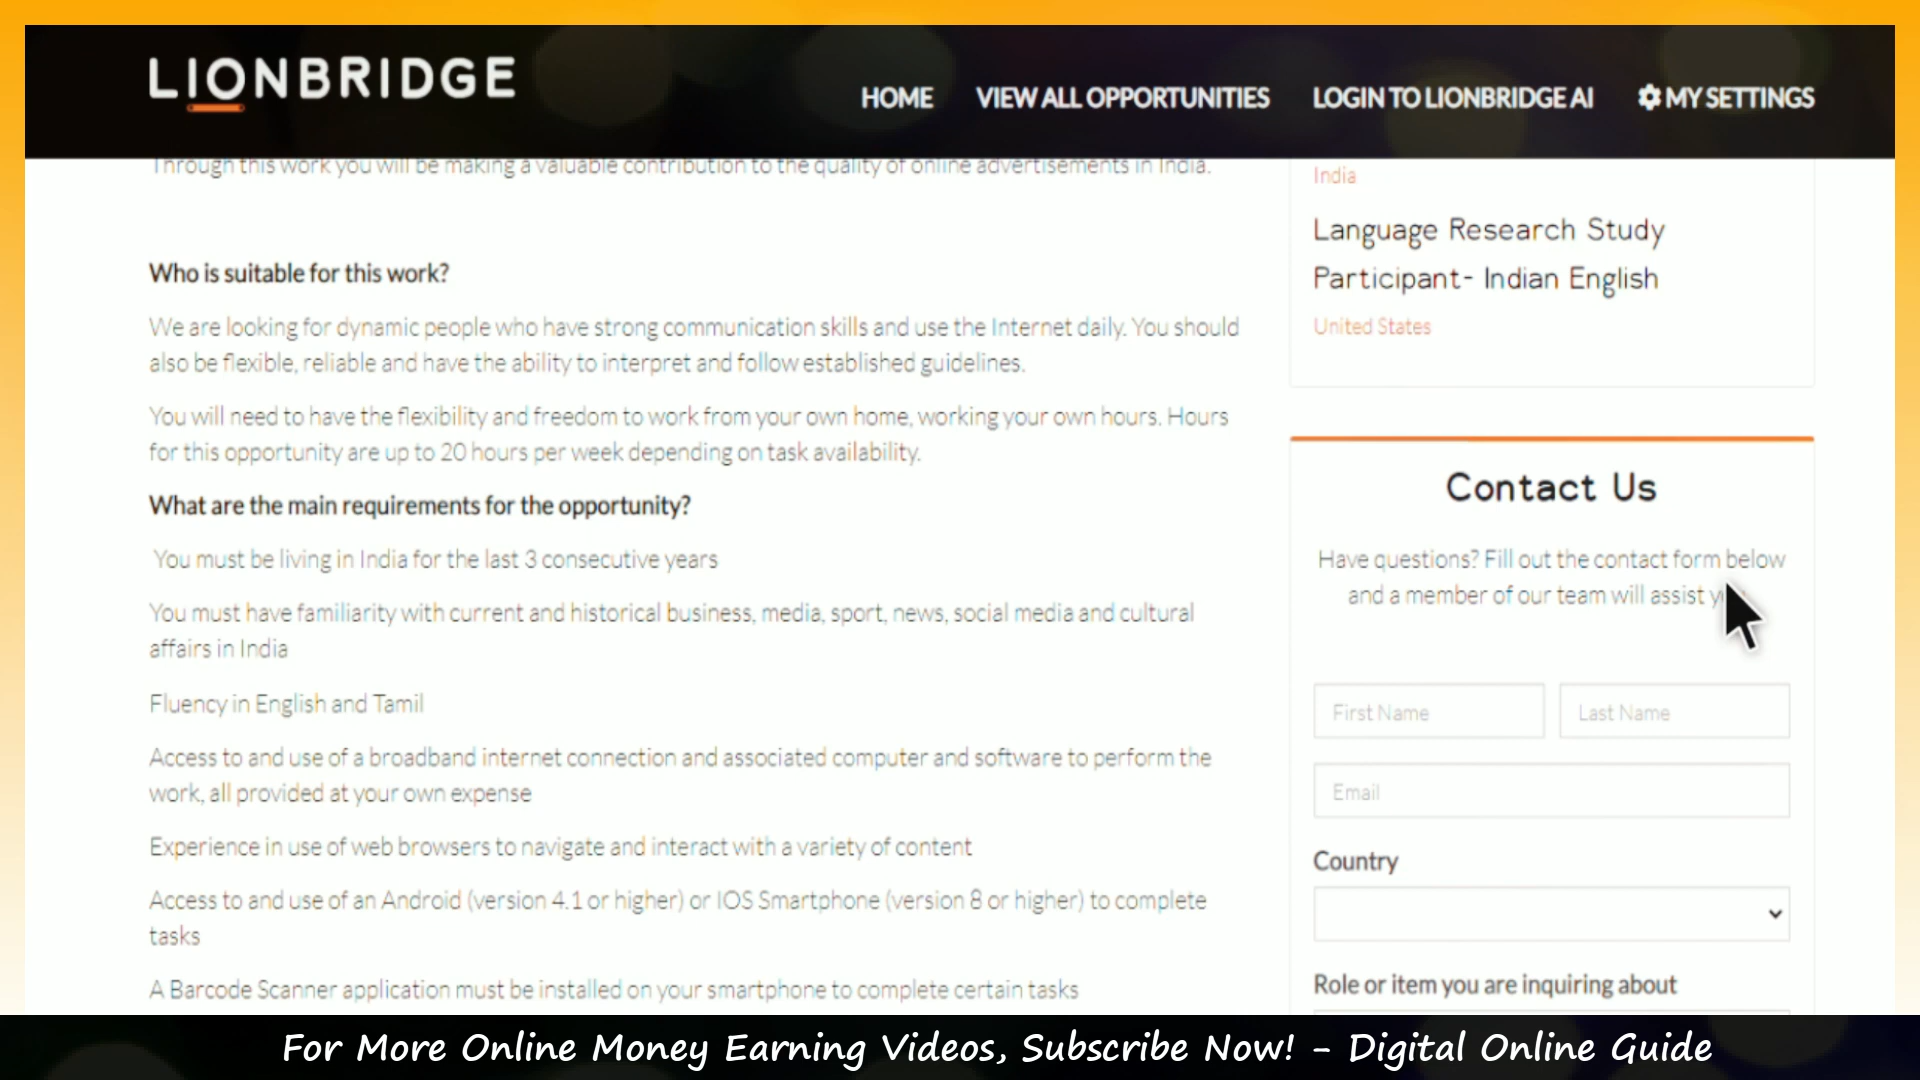 LIONBRIDGE
HOME VIEW ALL OPPORTUNITIES LOGIN TO LIONBRIDGE AI MY SETTINGS
Through this work you will be making a valuable contribution to the quality of online advertisements in India.
Who is suitable for this work?
We are looking for dynamic people who have strong communication skills and use the Internet daily. You should
also be flexible, reliable and have the ability to interpret and follow established guidelines.
You will need to have the flexibility and freedom to work from your own home, working your own hours. Hours
for this opportunity are up to 20 hours per week depending on task availability.
What are the main requirements for the opportunity?
You must be living in India for the last 3 consecutive years
You must have familiarity with current and historical business, media, sport, news, social media and cultural
affairs in India
Fluency in English and Tamil
Access to and use of a broadband internet connection and associated computer and software to perform the
work, all provided at your own expense
Experience in use of web browsers to navigate and interact with a variety of content
Access to and use of an Android (version 4.1 or higher) or IOS Smartphone (version 8 or higher) to complete
tasks
A Barcode Scanner application must be installed on your smartphone to complete certain tasks
India
Language Research Study
Participant- Indian English
United States
Contact Us
Have questions? Fill out the contact form below
and a member of our team will assist
First Name Last Name
Email
Country
Role or item you are inquiring about
For More Online Money Earning Videos, Subscribe Now! - Digital Online Guide